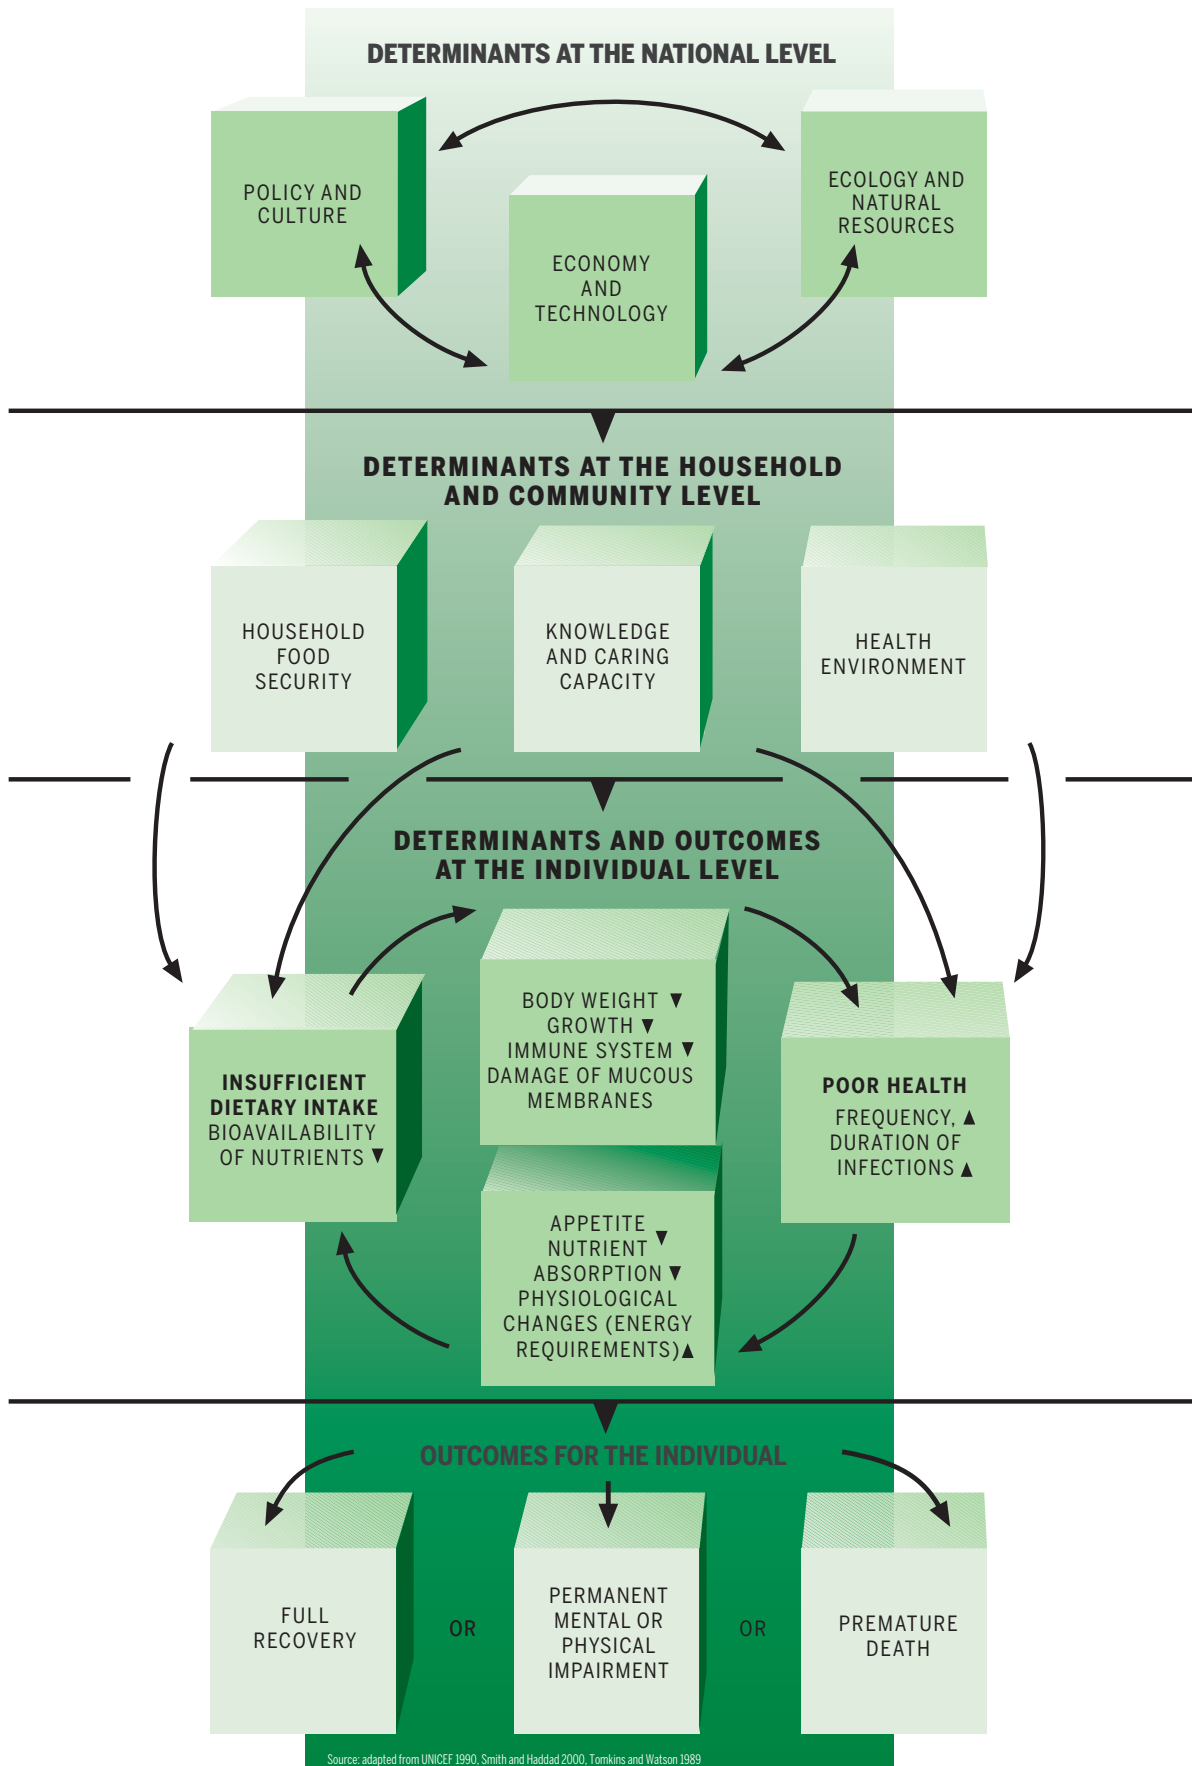 DETERMINANTS AT THE NATIONAL LEVEL
POLICY AND
CULTURE
ECONOMY
AND
TECHNOLOGY
ECOLOGY AND
NATURAL
RESOURCES
DETERMINANTS AT THE HOUSEHOLD
AND COMMUNITY LEVEL
HOUSEHOLD
FOOD
SECURITY
KNOWLEDGE
AND CARING
CAPACITY
HEALTH
ENVIRONMENT
DETERMINANTS AND OUTCOMES
AT THE INDIVIDUAL LEVEL
INSUFFICIENT
DIETARY INTAKE
BIOAVAILABILITY
OF NUTRIENTS ▼
BODY WEIGHT ▼
GROWTH ▼
IMMUNE SYSTEM ▼
DAMAGE OF MUCOUS
MEMBRANES
APPETITE ▼
NUTRIENT
ABSORPTION ▼
PHYSIOLOGICAL
CHANGES (ENERGY
REQUIREMENTS) ▲
POOR HEALTH
FREQUENCY, ▲
DURATION OF
INFECTIONS ▲
OUTCOMES FOR THE INDIVIDUAL
FULL
RECOVERY
OR
PERMANENT
MENTAL OR
PHYSICAL
IMPAIRMENT
OR
PREMATURE
DEATH
Source: adapted from UNICEF 1990, Smith and Haddad 2000, Tomkins and Watson 1989